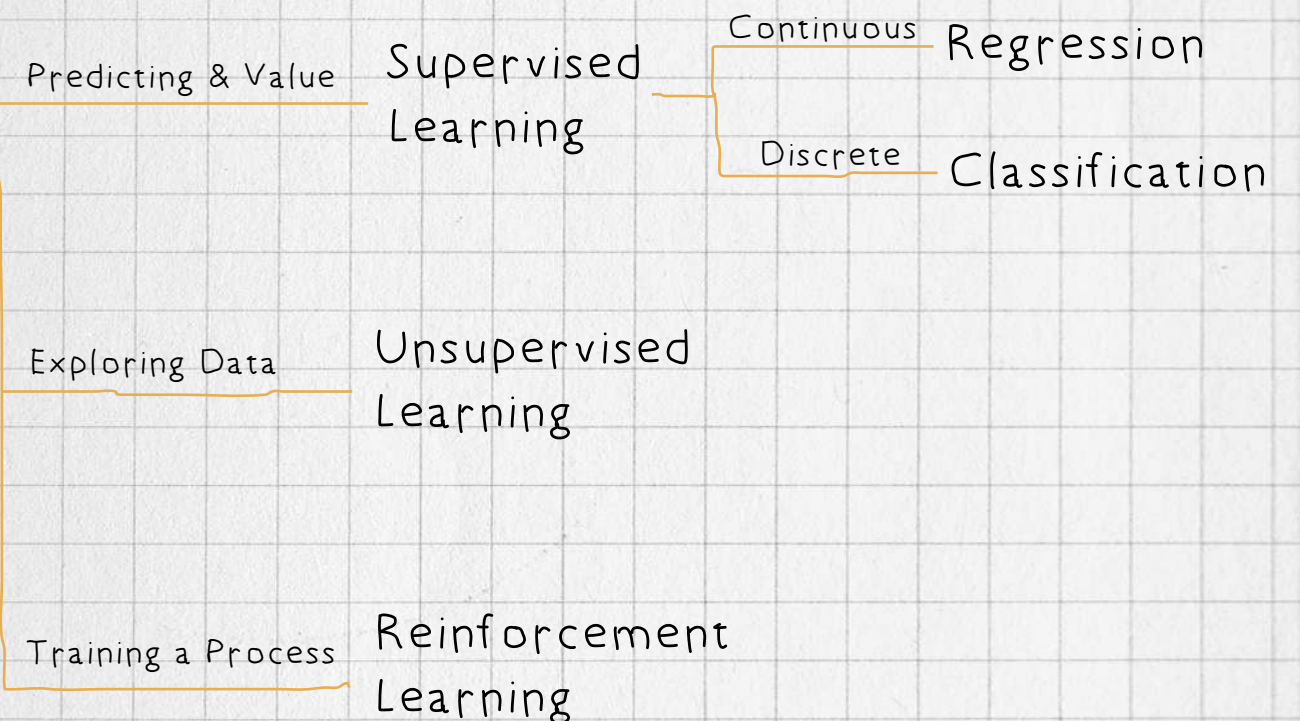 Predicting & Value
Supervised
Learning
Continuous
Regression
Discrete
Classification
Exploring Data
Unsupervised
Learning
Training a Process
Reinforcement
Learning